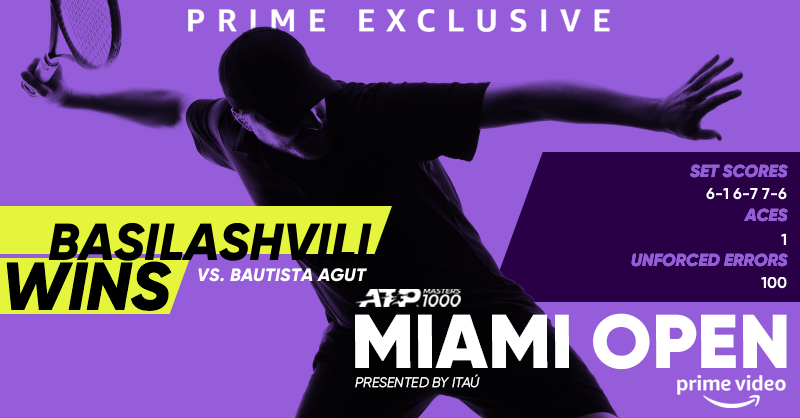 PRIME EXCLUSIVE
BASILASHVILI
WINS
VS. BAUTISTA AGUT
SET SCORES
6-1 6-7 7-6
ACES
1
UNFORCED ERRORS
100
ATP MASTERS 1000
MIAMI OPEN
PRESENTED BY ITAÚ
prime video